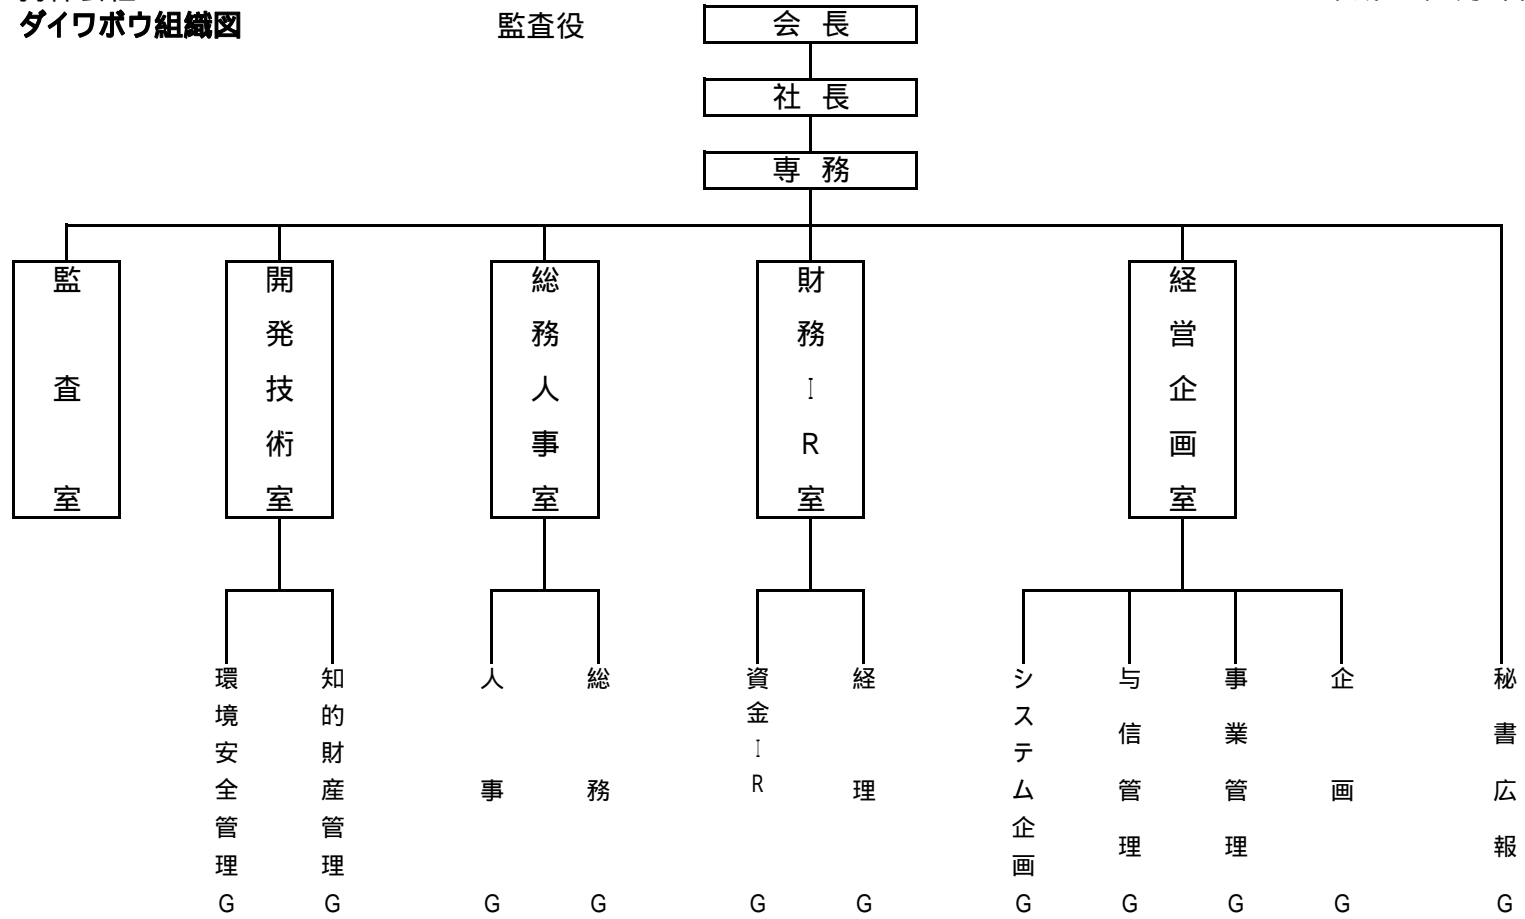 ダイワボウ組織図
監査役
会長
社長
専務
監査室
開発技術室
総務人事室
財務IR室
経営企画室
環境安全管理G
知的財産管理G
人事G
総務G
資金IR G
経理G
システム企画G
与信管理G
事業管理G
企画G
秘書広報G